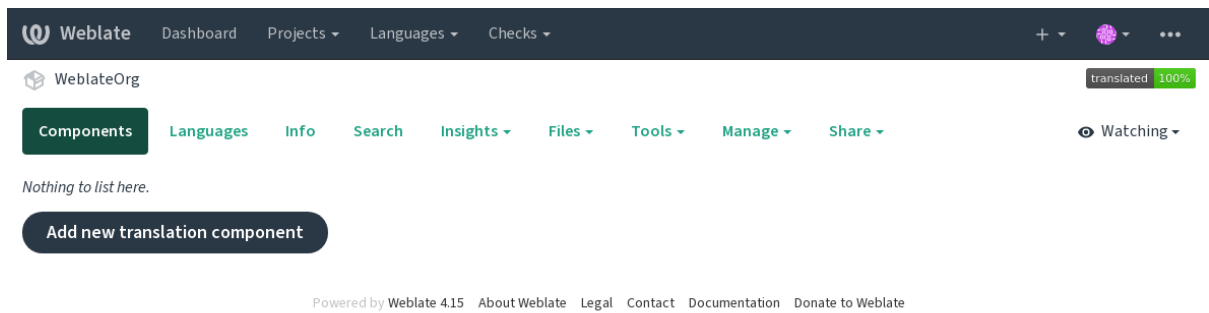 Weblate Dashboard Projects Languages Checks
WeblateOrg translated 100%
Components Languages Info Search Insights Files Tools Manage Share Watching
Nothing to list here.
Add new translation component
Powered by Weblate 4.15 About Weblate Legal Contact Documentation Donate to Weblate